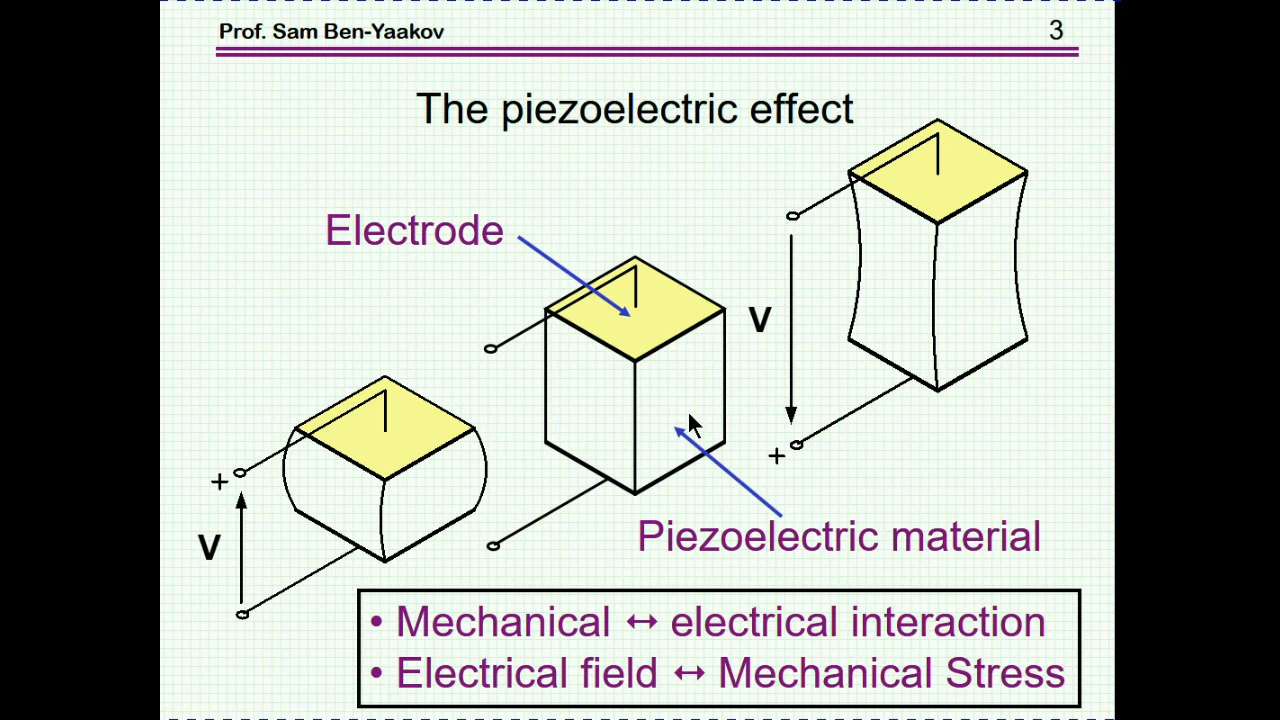 Prof. Sam Ben-Yaakov
3
The piezoelectric effect
Electrode
V
+
+
V
Piezoelectric material
• Mechanical ↔ electrical interaction
• Electrical field ↔ Mechanical Stress